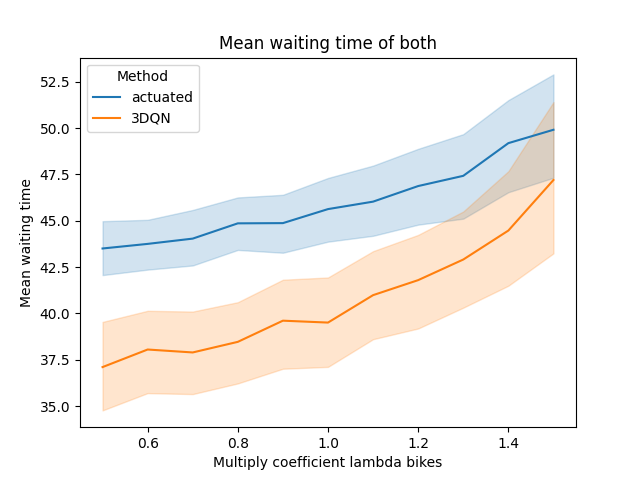 Mean waiting time of both
Method
actuated
3DQN
Mean waiting time
52.5
50.0
47.5
45.0
42.5
40.0
37.5
35.0
0.6 0.8 1.0 1.2 1.4
Multiply coefficient lambda bikes